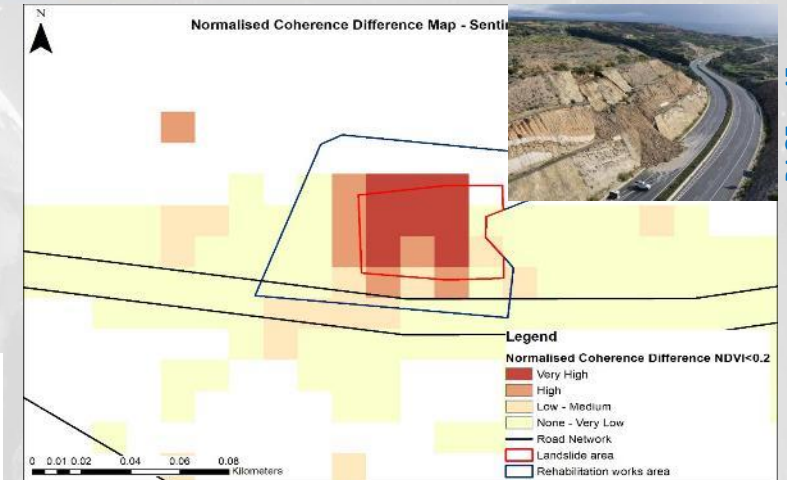 N
Normalised Coherence Difference Map - Senti
Legend
Normalised Coherence Difference NDVI<0.2
Very High
High
Low - Medium
None - Very Low
Road Network
Landslide area
Rehabilitation works area
0 0.01 0.02 0.04 0.06 0.08
Kilometers